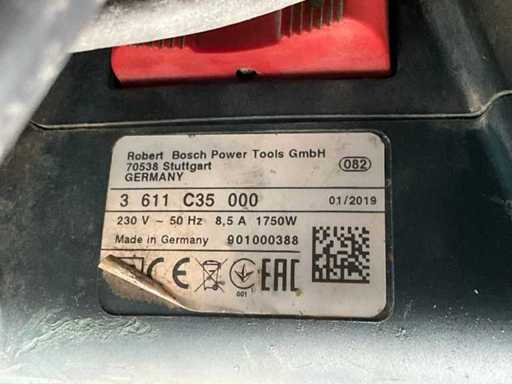 Robert Bosch Power Tools GmbH
70538 Stuttgart
GERMANY
082
3 611 C35 000
01/2019
230 V ~ 50 Hz 8,5 A 1750W
Made in Germany 901000388
CE
001
EAC